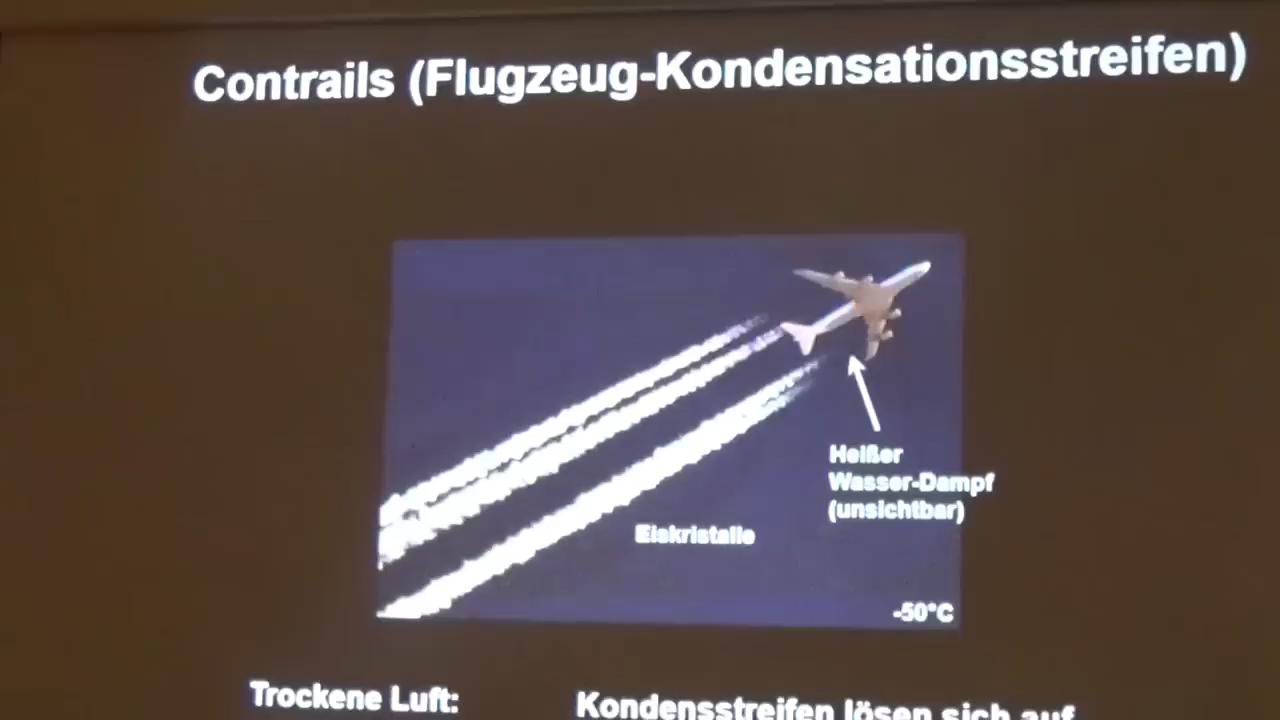 Contrails (Flugzeug-Kondensationsstreifen)
Heißer
Wasser-Dampf
(unsichtbar)
Eiskristalle
-50°C
Trockene Luft:
Kondensstreifen lösen sich auf